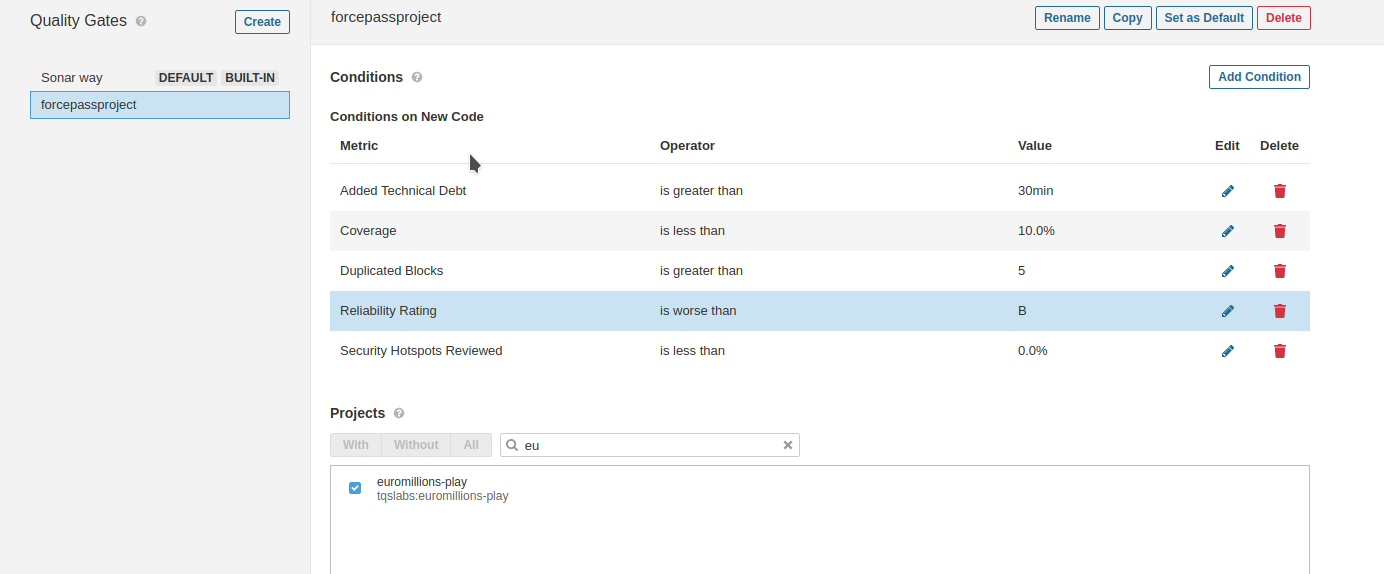 Quality Gates
Create
Sonar way DEFAULT BUILT-IN
forcepassproject
forcepassproject
Rename Copy Set as Default Delete
Conditions
Add Condition
Conditions on New Code
Metric Operator Value Edit Delete
Added Technical Debt is greater than 30min
Coverage is less than 10.0%
Duplicated Blocks is greater than 5
Reliability Rating is worse than B
Security Hotspots Reviewed is less than 0.0%
Projects
With Without All eu
euromillions-play
tqslabs:euromillions-play